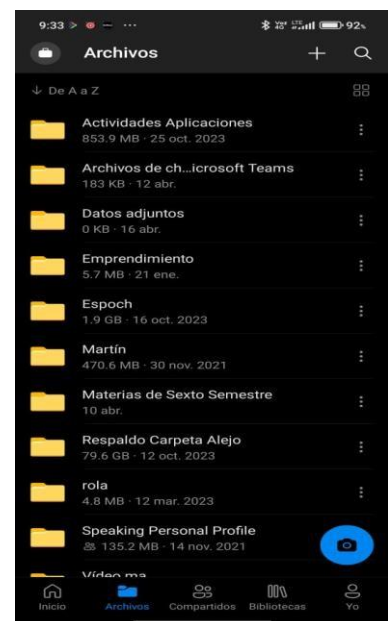 9:33
92%
Archivos
De A a Z
Actividades Aplicaciones
853.9 MB · 25 oct. 2023
Archivos de ch...icrosoft Teams
183 KB · 12 abr.
Datos adjuntos
0 KB · 16 abr.
Emprendimiento
5.7 MB · 21 ene.
Espoch
1.9 GB · 16 oct. 2023
Martín
470.6 MB · 30 nov. 2021
Materias de Sexto Semestre
10 abr.
Respaldo Carpeta Alejo
79.6 GB · 12 oct. 2023
rola
4.8 MB · 12 mar. 2023
Speaking Personal Profile
135.2 MB · 14 nov. 2021
Vídeo ma
Inicio
Archivos
Compartidos
Bibliotecas
Yo